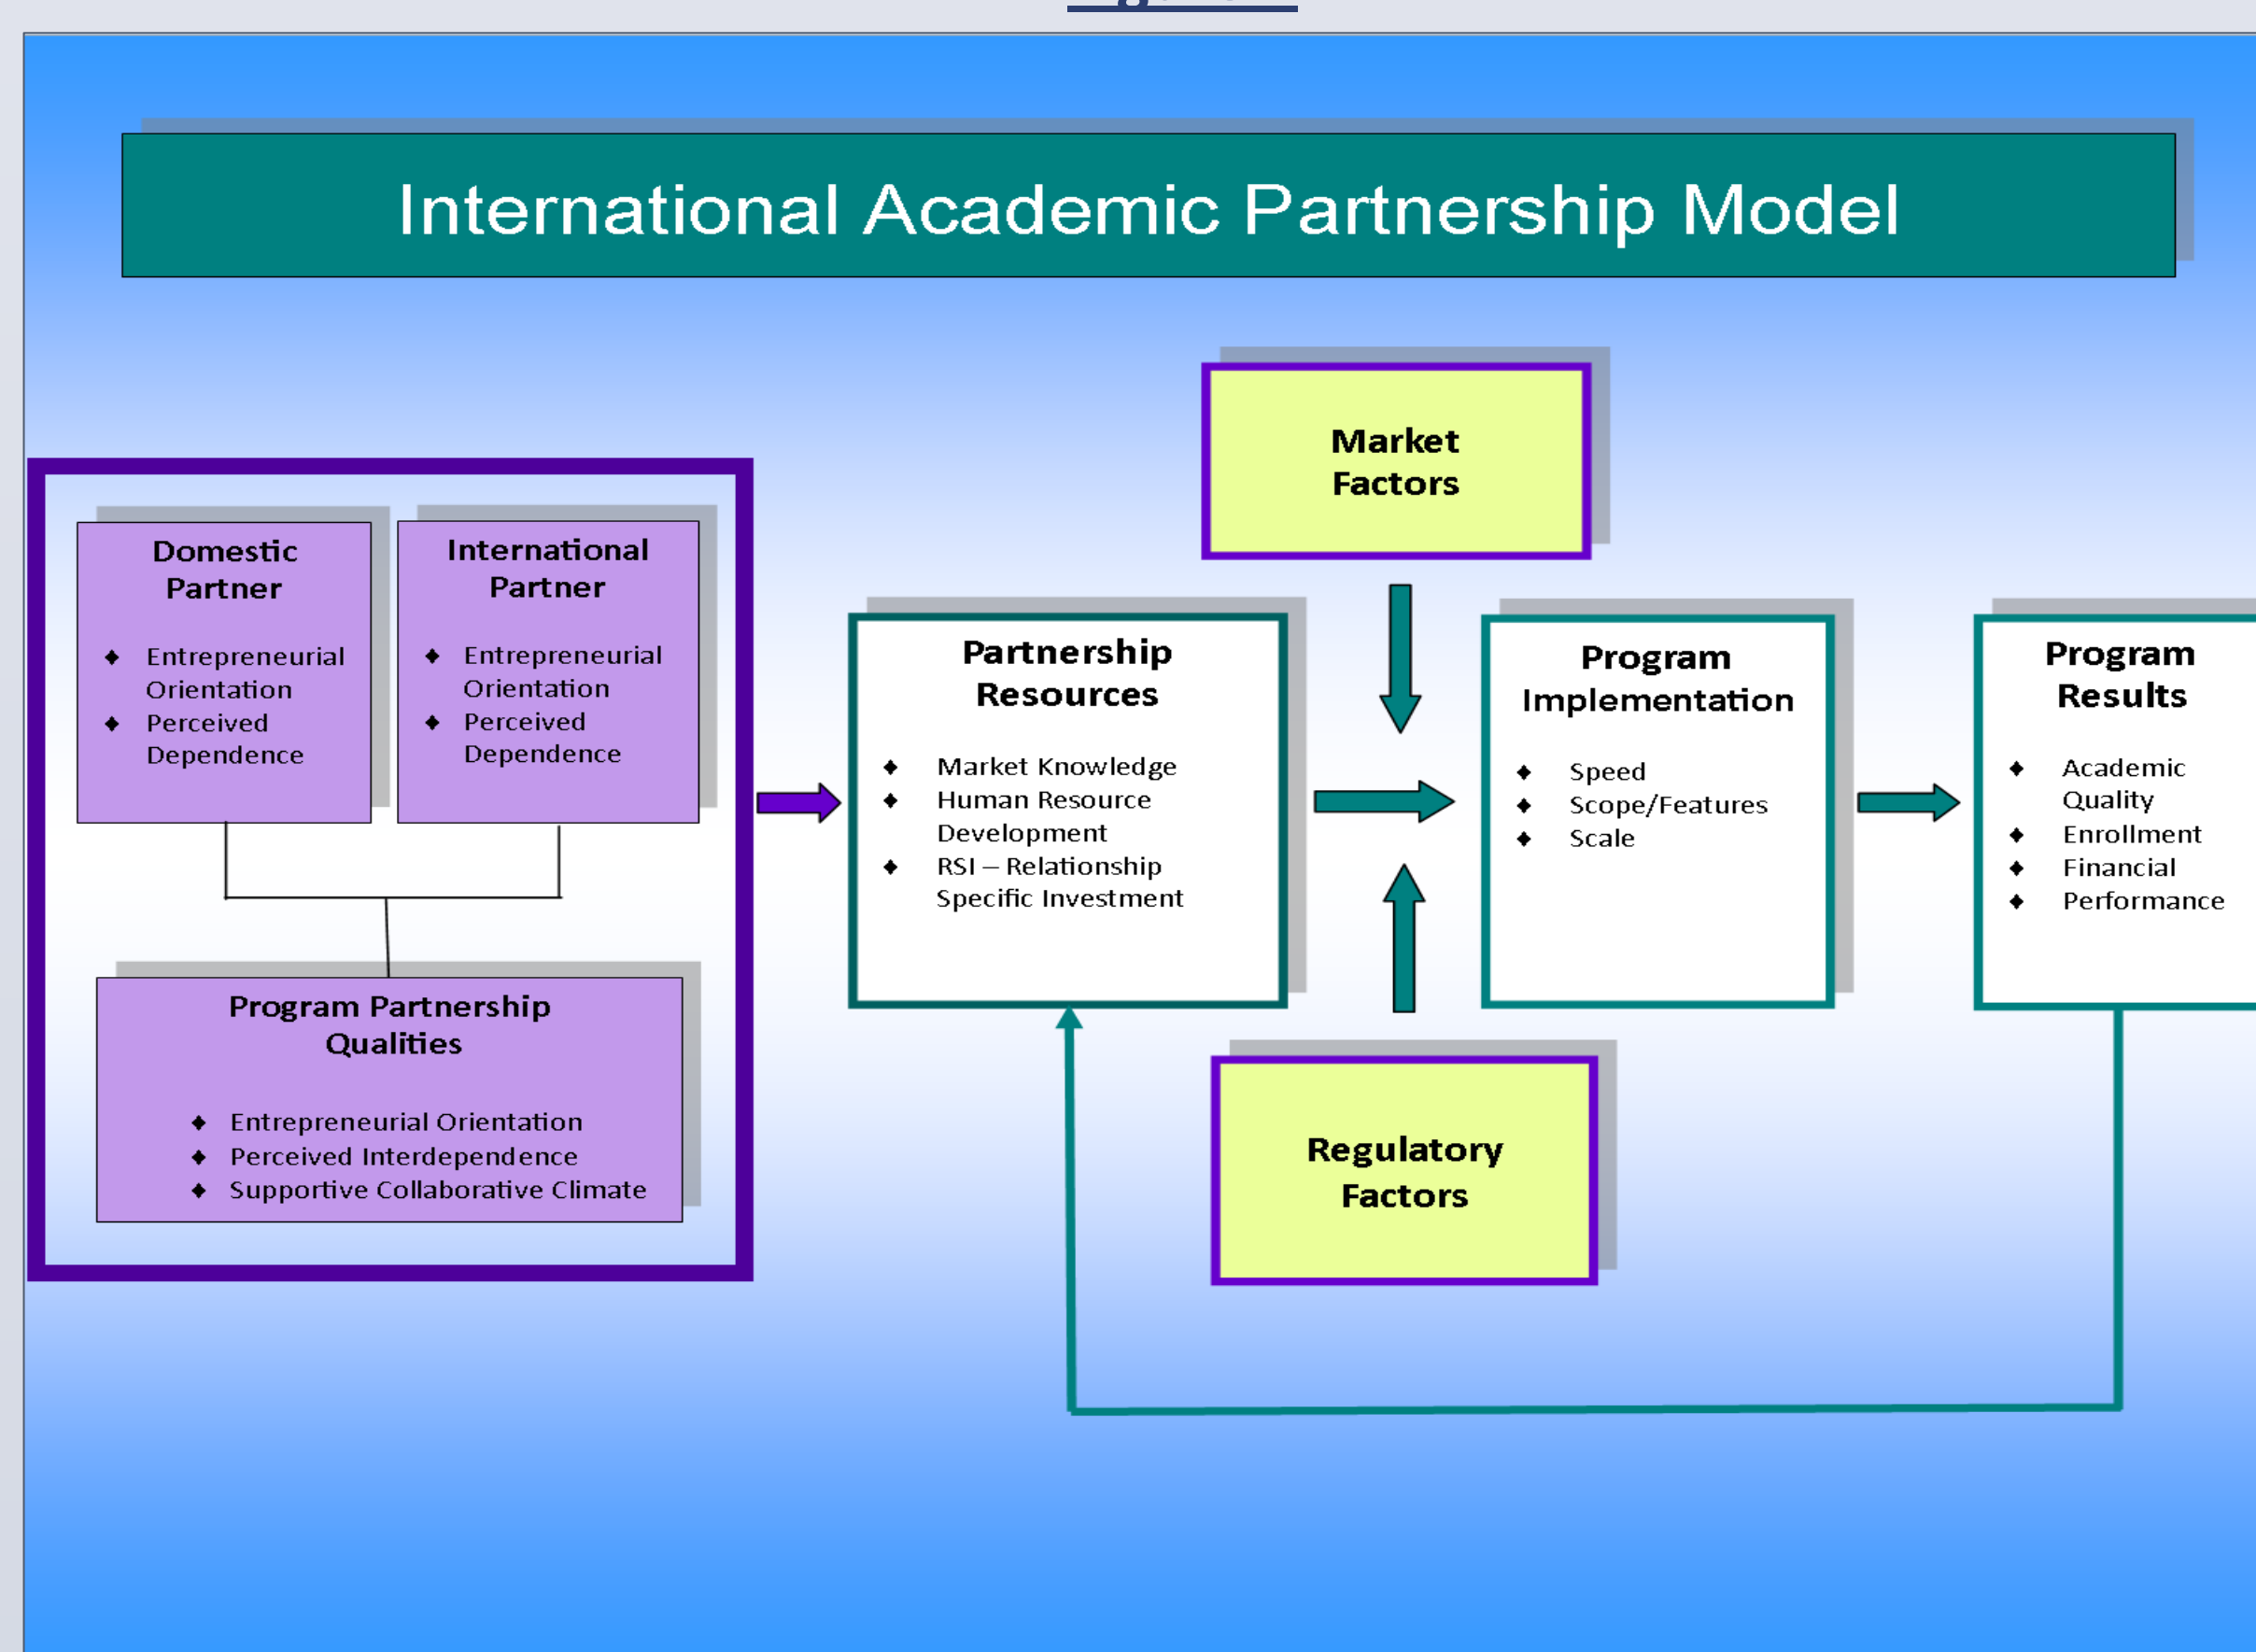 International Academic Partnership Model
Market
Factors
Domestic
Partner
◆ Entrepreneurial
Orientation
◆ Perceived
Dependence
International
Partner
◆ Entrepreneurial
Orientation
◆ Perceived
Dependence
Program Partnership
Qualities
◆ Entrepreneurial Orientation
◆ Perceived Interdependence
◆ Supportive Collaborative Climate
Partnership
Resources
◆ Market Knowledge
◆ Human Resource
Development
◆ RSI – Relationship
Specific Investment
Program
Implementation
◆ Speed
◆ Scope/Features
◆ Scale
Program
Results
◆ Academic
Quality
◆ Enrollment
◆ Financial
◆ Performance
Regulatory
Factors